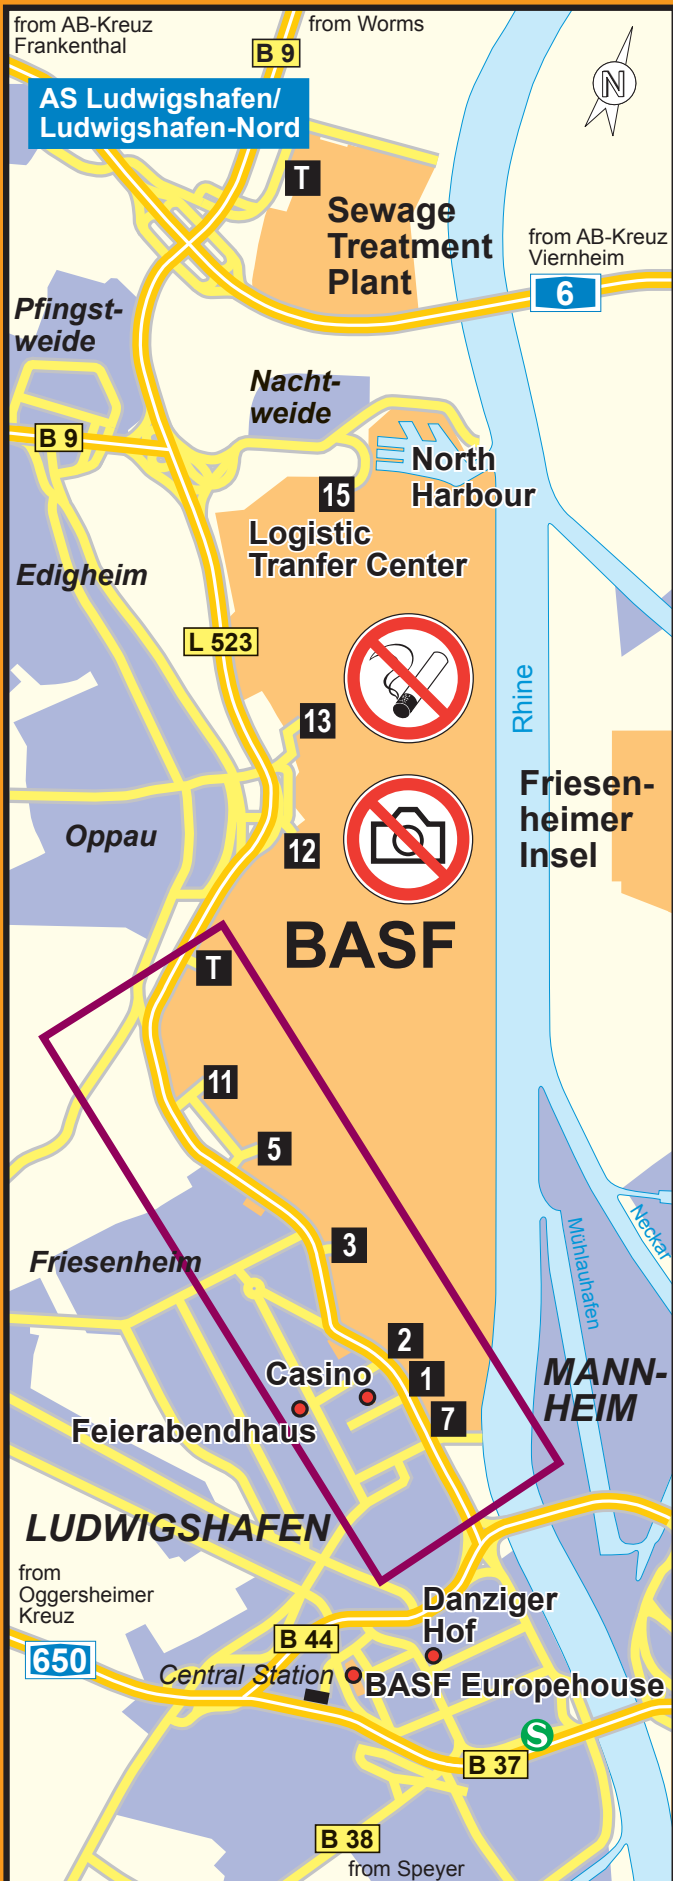 from AB-Kreuz
Frankenthal
from Worms
B 9
N
AS Ludwigshafen/
Ludwigshafen-Nord
T
Sewage
Treatment
Plant
from AB-Kreuz
Viernheim
6
Pfingst-
weide
Nacht-
weide
B 9
North
Harbour
15
Logistic
Tranfer Center
Edigheim
L 523
Rhine
13
Friesen-
heimer
Insel
Oppau
12
BASF
T
11
5
Neckar
Mühlauhafen
3
Friesenheim
2
Casino
1
MANN-
HEIM
7
Feierabendhaus
LUDWIGSHAFEN
from
Oggersheimer
Kreuz
650
Danziger
Hof
B 44
Central Station
BASF Europehouse
S
B 37
B 38
from Speyer